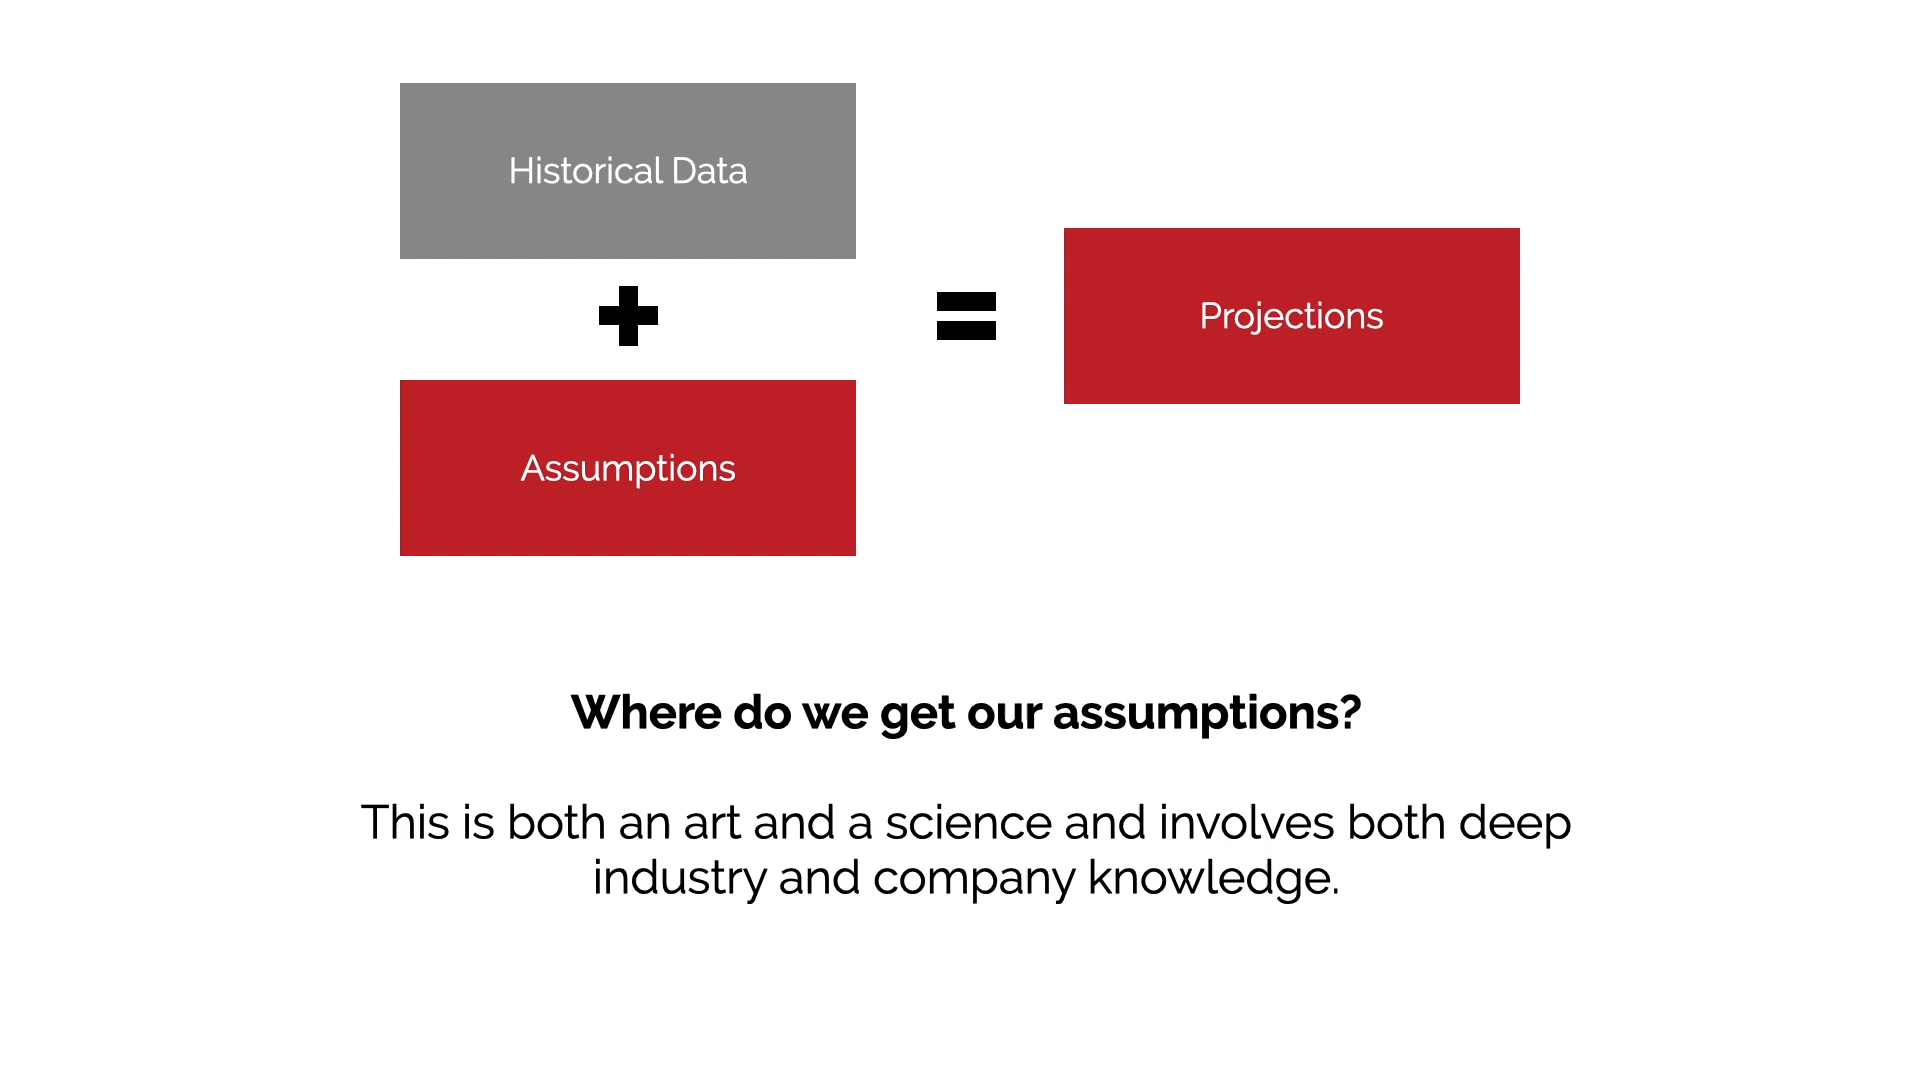 Historical Data
+
Assumptions
=
Projections
Where do we get our assumptions?
This is both an art and a science and involves both deep
industry and company knowledge.